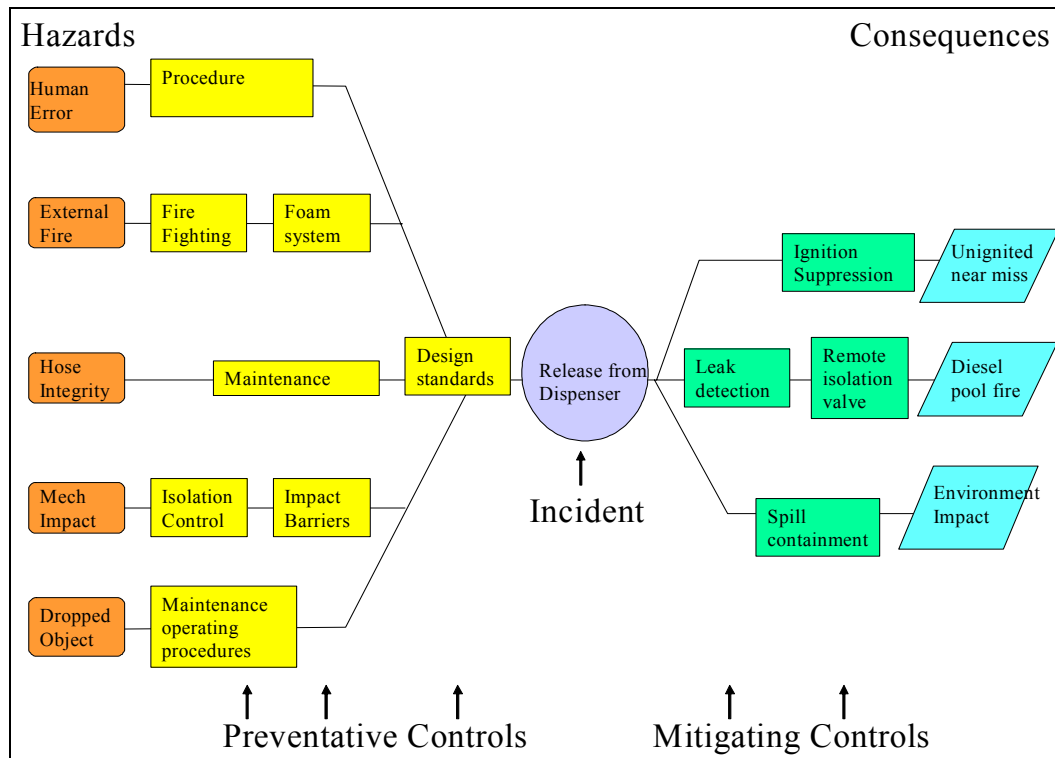 Hazards
Consequences
Human
Error
Procedure
External
Fire
Fire
Fighting
Foam
system
Ignition
Suppression
Unignited
near miss
Hose
Integrity
Maintenance
Design
standards
Release from
Dispenser
Leak
detection
Remote
isolation
valve
Diesel
pool fire
Mech
Impact
Isolation
Control
Impact
Barriers
Incident
Spill
containment
Environment
Impact
Dropped
Object
Maintenance
operating
procedures
Preventative Controls
Mitigating Controls